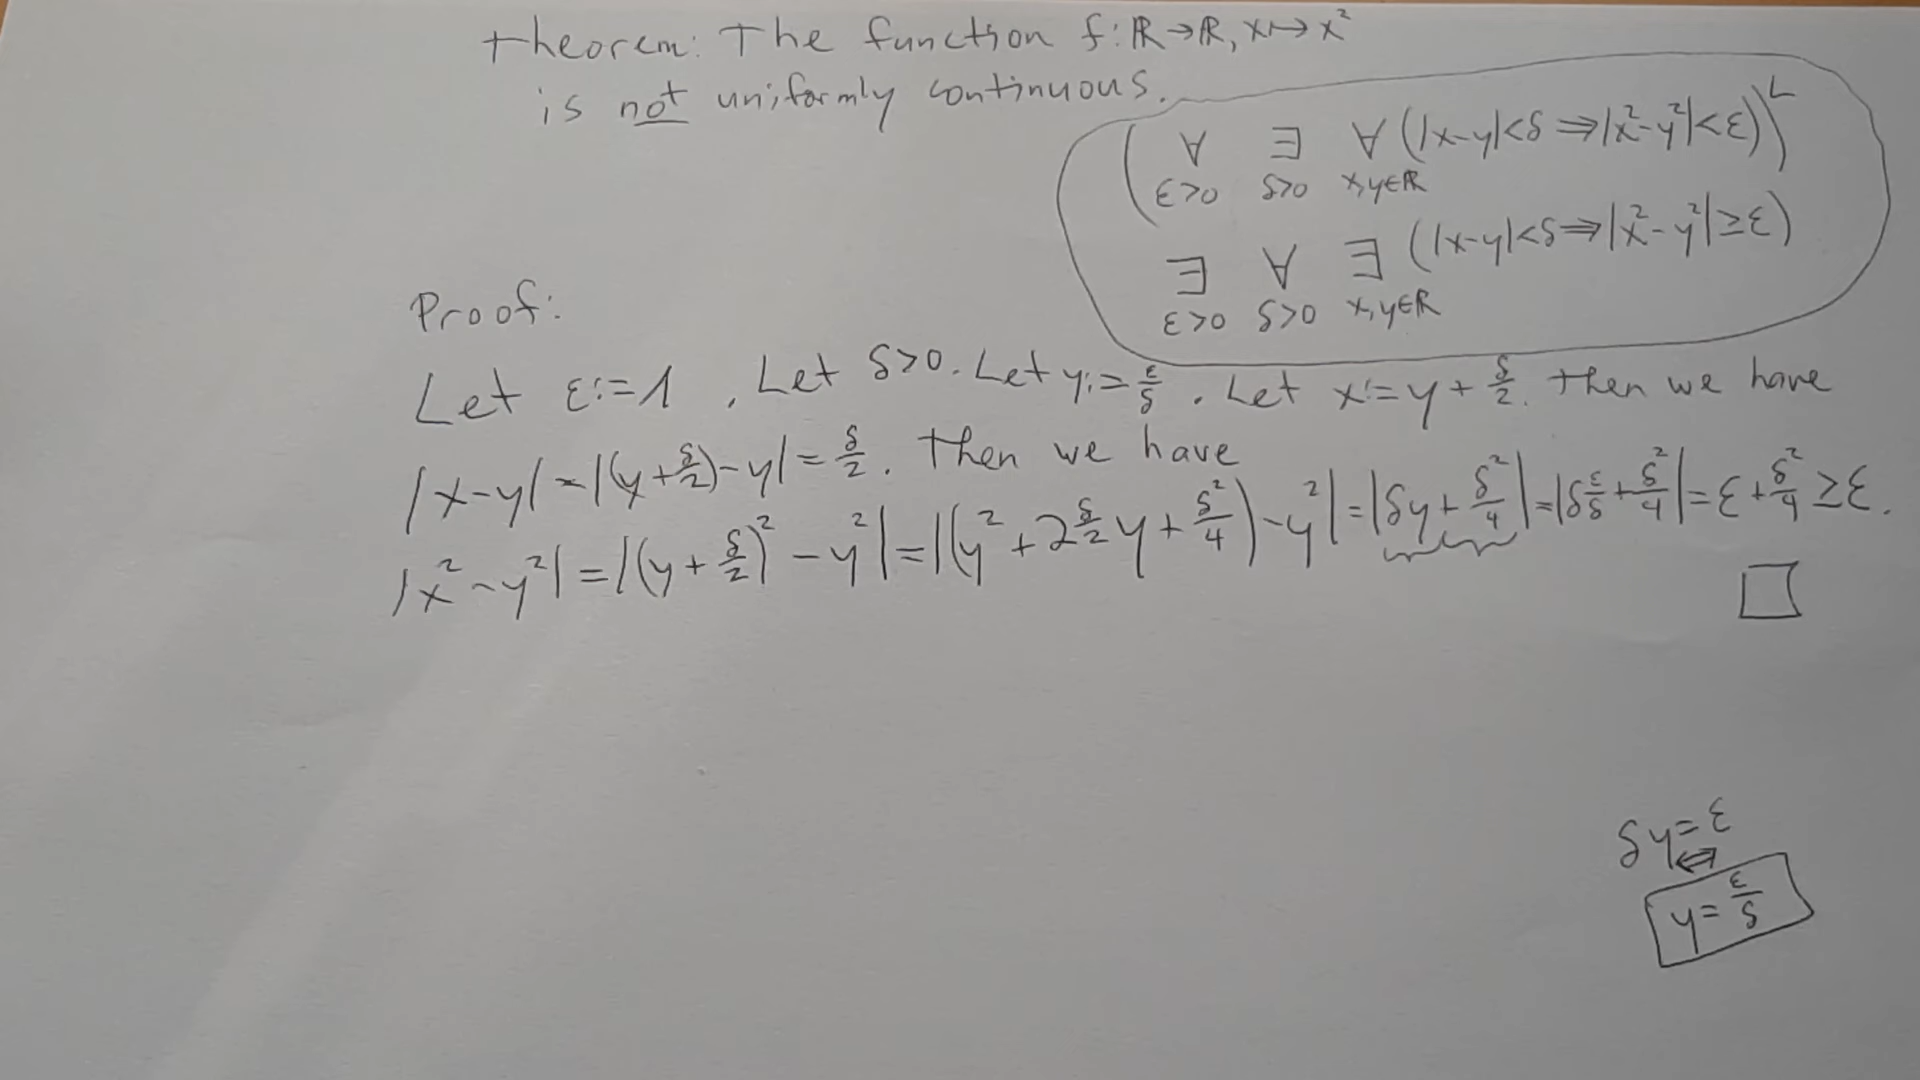 Theorem: The function f: ℝ→ℝ, x↦x²
is not uniformly continuous.
( ∀ ∃ ∀ (|x-y|<δ ⇒ |x²-y²|<ε) )ᴸ
ε>0 δ>0 x,y∈ℝ
∃ ∀ ∃ (|x-y|<δ ⇒ |x²-y²|≥ε)
ε>0 δ>0 x,y∈ℝ
Proof:
Let ε:=1. Let δ>0. Let y:=ε/δ. Let x:=y+δ/2. Then we have
|x-y|=|(y+δ/2)-y|=δ/2. Then we have
|x²-y²|=|(y+δ/2)²-y²|=|(y²+2δ/2y+δ²/4)-y²|=|δy+δ²/4|=|δε/δ+δ²/4|=ε+δ²/4≥ε.
□
δy=ε
⇔
y=ε/δ